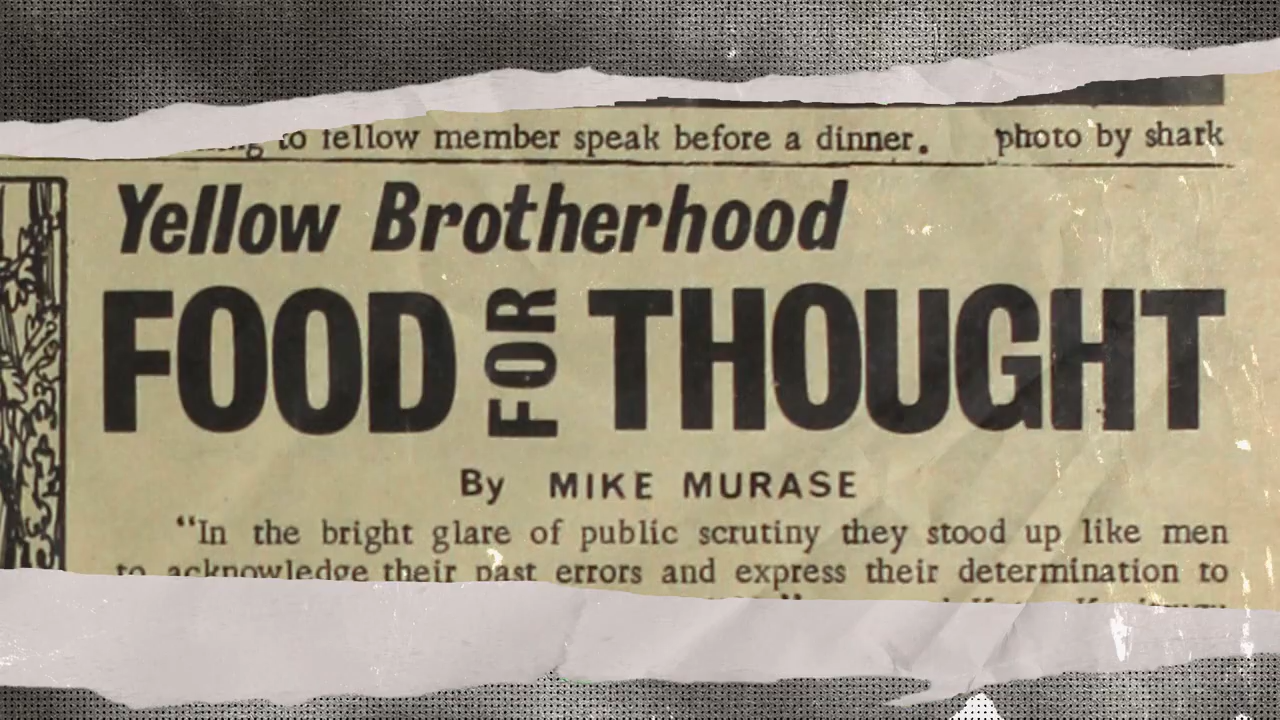 to fellow member speak before a dinner. photo by shark
Yellow Brotherhood
FOOD FOR THOUGHT
By MIKE MURASE
"In the bright glare of public scrutiny they stood up like men
to acknowledge their past errors and express their determination to